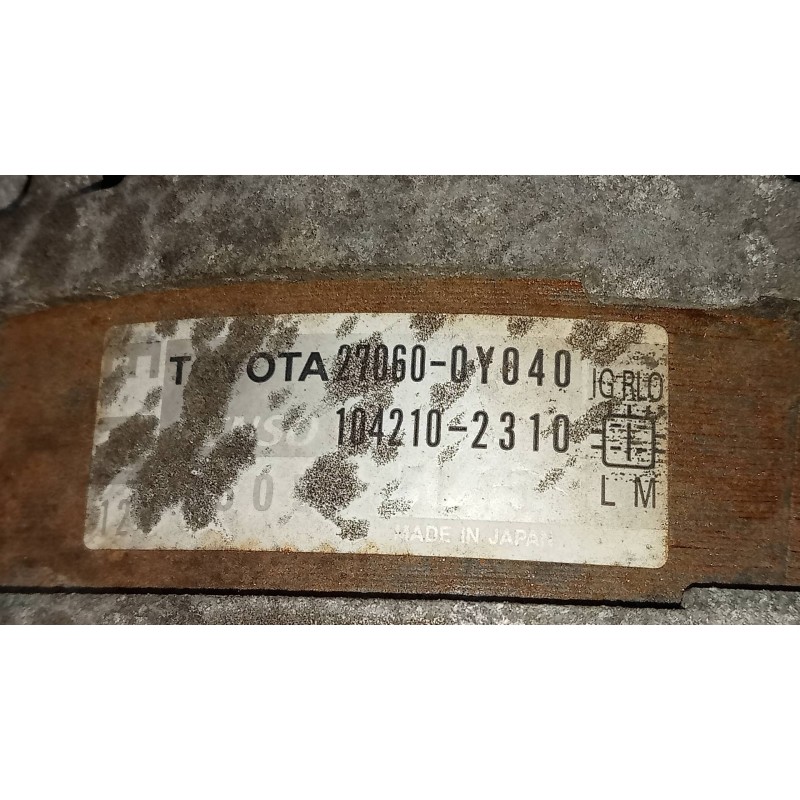 TOYOTA 27060-0Y040
104210-2310
IG RLO
L M
MADE IN JAPAN